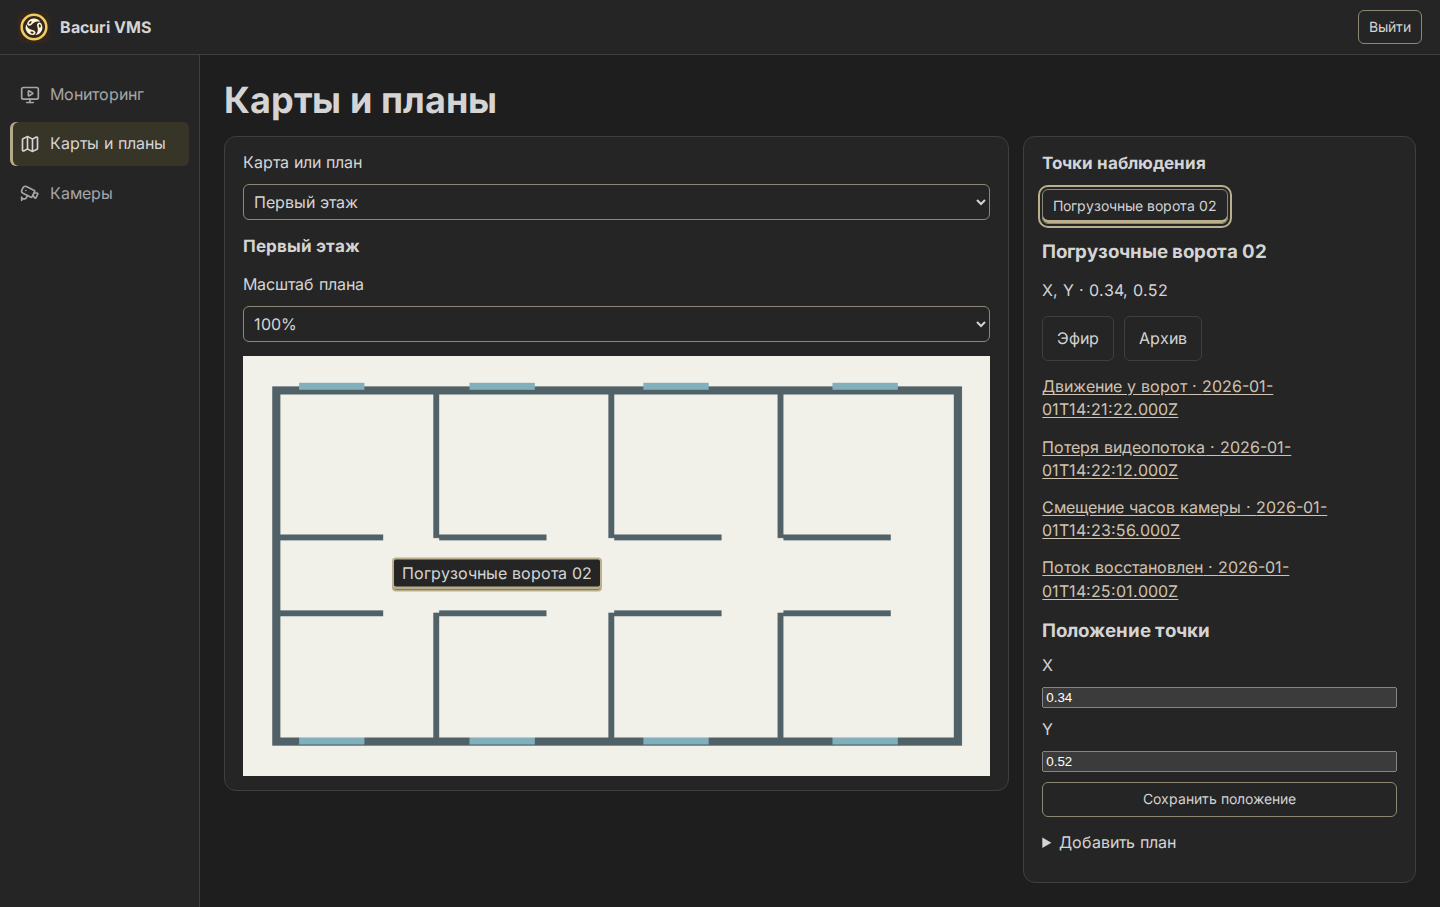 Bacuri VMS
Выйти
Мониторинг
Карты и планы
Камеры
Карты и планы
Карта или план
Первый этаж
Первый этаж
Масштаб плана
100%
Погрузочные ворота 02
Точки наблюдения
Погрузочные ворота 02
Погрузочные ворота 02
X, Y · 0.34, 0.52
Эфир
Архив
Движение у ворот · 2026-01-
01T14:21:22.000Z
Потеря видеопотока · 2026-01-
01T14:22:12.000Z
Смещение часов камеры · 2026-01-
01T14:23:56.000Z
Поток восстановлен · 2026-01-
01T14:25:01.000Z
Положение точки
X
0.34
Y
0.52
Сохранить положение
Добавить план